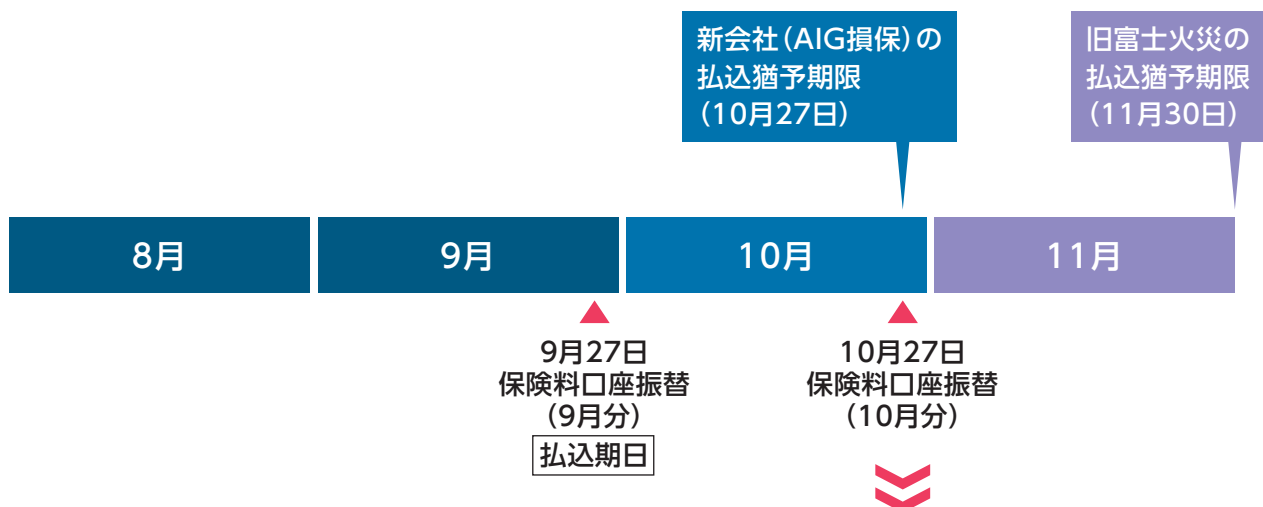 新会社（AIG損保）の
払込猶予期限
（10月27日）
旧富士火災の
払込猶予期限
（11月30日）
8月
9月
10月
11月
9月27日
保険料口座振替
（9月分）
払込期日
10月27日
保険料口座振替
（10月分）